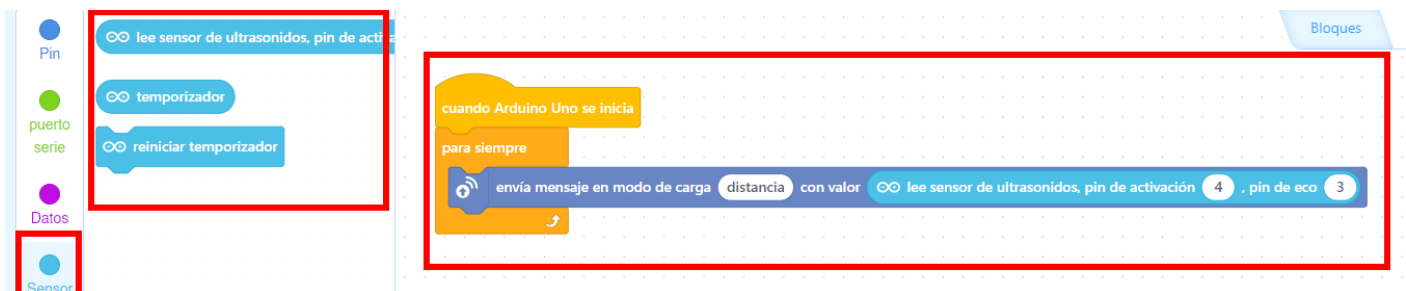 Pin
puerto
serie
Datos
Sensor
lee sensor de ultrasonidos, pin de
temporizador
reiniciar temporizador
Bloques
cuando Arduino Uno se inicia
para siempre
envía mensaje en modo de carga distancia con valor lee sensor de ultrasonidos, pin de activación 4 , pin de eco 3